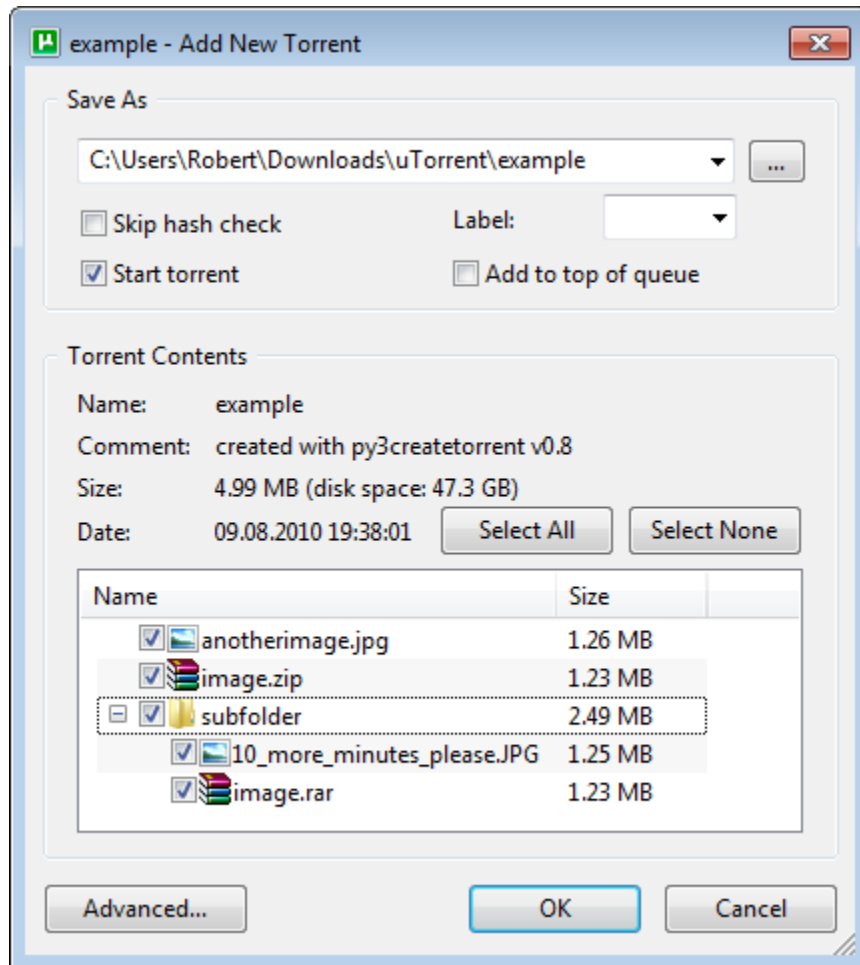 example - Add New Torrent
Save As
C:\Users\Robert\Downloads\uTorrent\example ...
Skip hash check Label:
Start torrent Add to top of queue
Torrent Contents
Name: example
Comment: created with py3createtorrent v0.8
Size: 4.99 MB (disk space: 47.3 GB)
Date: 09.08.2010 19:38:01 Select All Select None
Name Size
anotherimage.jpg 1.26 MB
image.zip 1.23 MB
subfolder 2.49 MB
10_more_minutes_please.JPG 1.25 MB
image.rar 1.23 MB
Advanced... OK Cancel